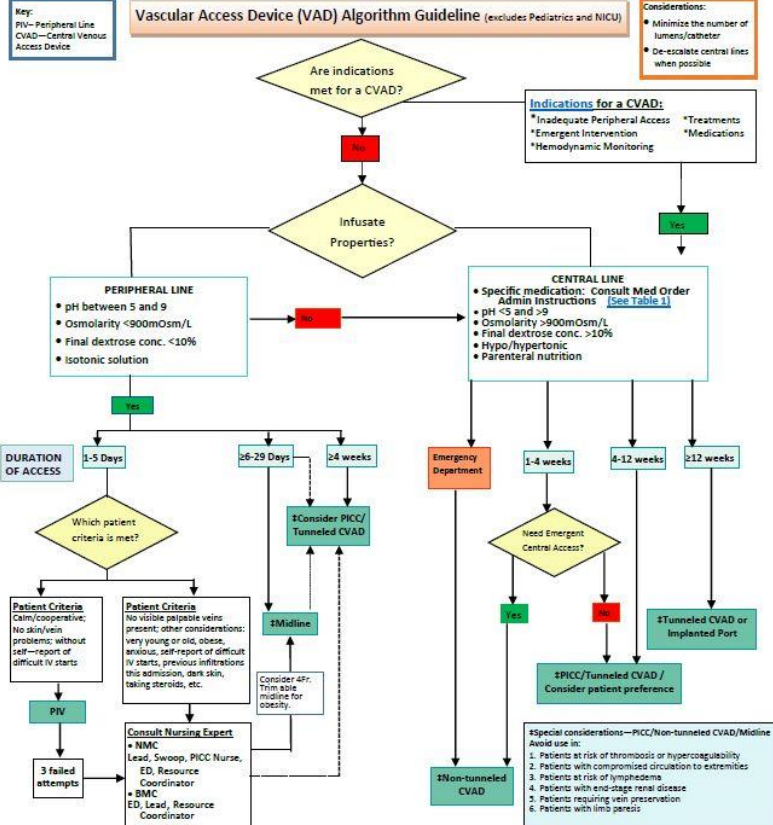 Key:
PIV– Peripheral Line
CVAD—Central Venous
Access Device
Vascular Access Device (VAD) Algorithm Guideline (excludes Pediatrics and NICU)
Considerations:
• Minimize the number of
lumens/catheter
• De-escalate central lines
when possible
Are indications
met for a CVAD?
Indications for a CVAD:
*Inadequate Peripheral Access *Treatments
*Emergent Intervention *Medications
*Hemodynamic Monitoring
No
Yes
Infusate
Properties?
PERIPHERAL LINE
• pH between 5 and 9
• Osmolarity <900mOsm/L
• Final dextrose conc. <10%
• Isotonic solution
No
CENTRAL LINE
• Specific medication: Consult Med Order
Admin Instructions (See Table 1)
• pH <5 and >9
• Osmolarity >900mOsm/L
• Final dextrose conc. >10%
• Hypo/hypertonic
• Parenteral nutrition
Yes
DURATION
OF ACCESS
1-5 Days
≥6-29 Days
≥4 weeks
Emergency
Department
1-4 weeks
4-12 weeks
≥12 weeks
Which patient
criteria is met?
‡Consider PICC/
Tunneled CVAD
Need Emergent
Central Access?
Patient Criteria
Calm/cooperative;
No skin/vein
problems; without
self—report of
difficult IV starts
Patient Criteria
No visible palpable veins
present; other considerations:
very young or old, obese,
anxious, self-report of difficult
IV starts, previous infiltrations
this admission, dark skin,
taking steroids, etc.
‡Midline
Yes
No
‡Tunneled CVAD or
Implanted Port
Consider 4Fr.
Trim able
midline for
obesity.
‡PICC/Tunneled CVAD /
Consider patient preference
PIV
3 failed
attempts
Consult Nursing Expert
• NMC
Lead, Swoop, PICC Nurse,
ED, Resource
Coordinator
• BMC
ED, Lead, Resource
Coordinator
‡Non-tunneled
CVAD
‡Special considerations—PICC/Non-tunneled CVAD/Midline
Avoid use in:
1. Patients at risk of thrombosis or hypercoagulability
2. Patients with compromised circulation to extremities
3. Patients at risk of lymphedema
4. Patients with end-stage renal disease
5. Patients requiring vein preservation
6. Patients with limb paresis